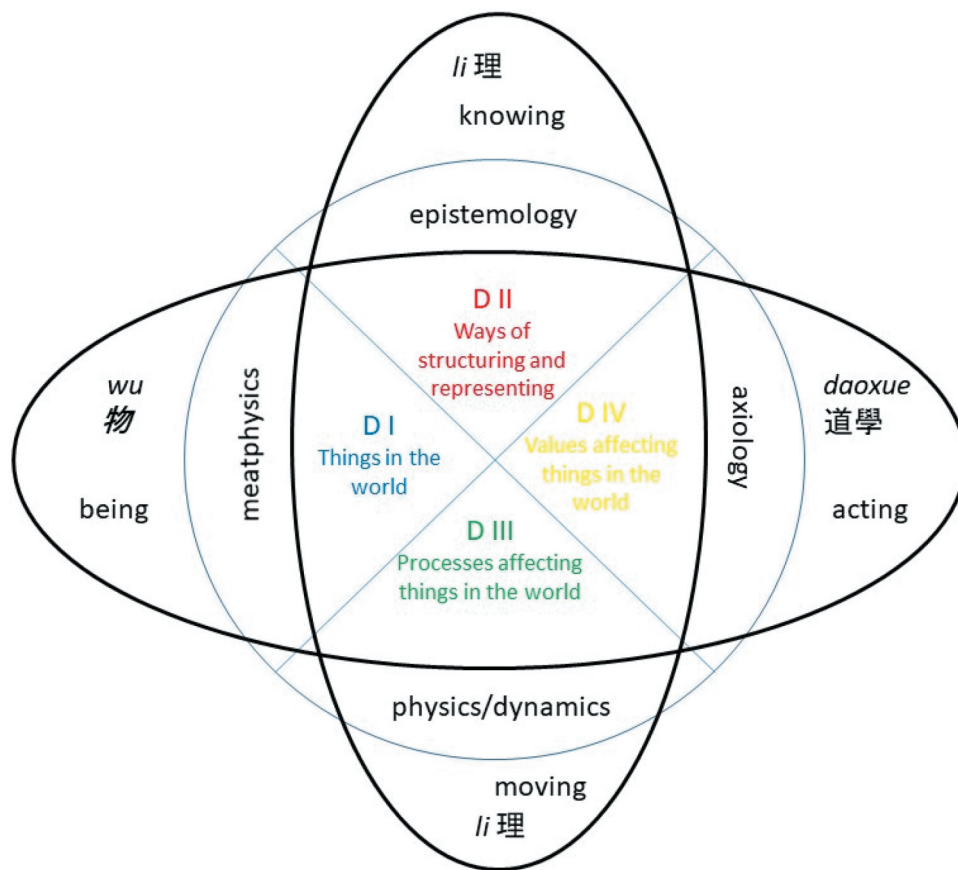 li 理
knowing
epistemology
D II
Ways of
structuring and
representing
wu
物
being
meatphysics
D I
Things in the
world
D IV
Values affecting
things in the
world
axiology
daoxue
道學
acting
D III
Processes affecting
things in the world
physics/dynamics
moving
li 理